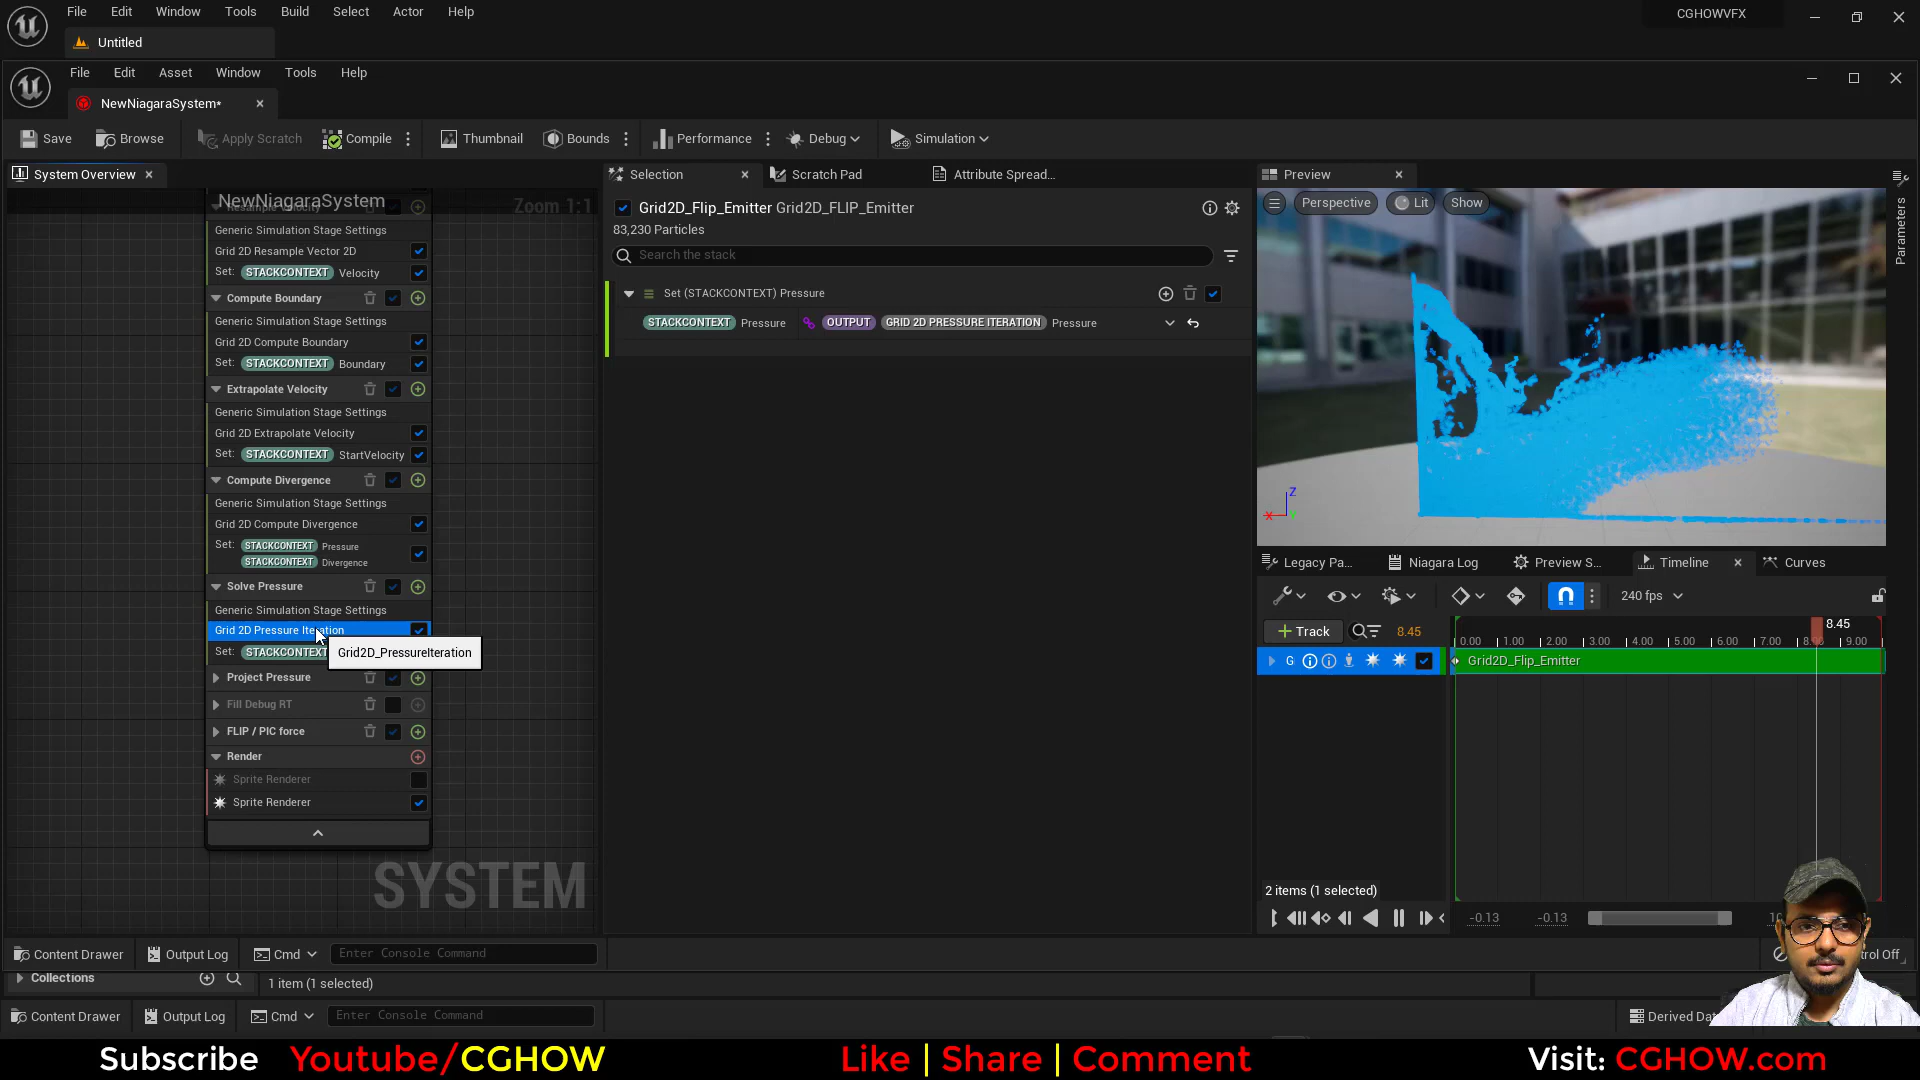 File Edit Window Tools Build Select Actor Help
CGHOWVFX
Untitled
File Edit Asset Window Tools Help
NewNiagaraSystem*
Save Browse Apply Scratch Compile Thumbnail Bounds Performance Debug Simulation
System Overview
NewNiagaraSystem
Zoom 1:1
Generic Simulation Stage Settings
Grid 2D Resample Vector 2D
Set: STACKCONTEXT Velocity
Compute Boundary
Generic Simulation Stage Settings
Grid 2D Compute Boundary
Set: STACKCONTEXT Boundary
Extrapolate Velocity
Generic Simulation Stage Settings
Grid 2D Extrapolate Velocity
Set: STACKCONTEXT StartVelocity
Compute Divergence
Generic Simulation Stage Settings
Grid 2D Compute Divergence
Set: STACKCONTEXT Pressure
STACKCONTEXT Divergence
Solve Pressure
Generic Simulation Stage Settings
Grid 2D Pressure Iteration
Set: STACKCONTEXT
Grid2D_PressureIteration
Project Pressure
Fill Debug RT
FLIP / PIC force
Render
Sprite Renderer
Sprite Renderer
SYSTEM
Selection Scratch Pad Attribute Spread...
Grid2D_Flip_Emitter Grid2D_FLIP_Emitter
83,230 Particles
Search the stack
Set (STACKCONTEXT) Pressure
STACKCONTEXT Pressure OUTPUT GRID 2D PRESSURE ITERATION Pressure
Preview
Perspective Lit Show
Parameters
Z
X
Legacy Pa... Niagara Log Preview S... Timeline Curves
240 fps
Track 8.45
8.45
0.00 1.00 2.00 3.00 4.00 5.00 6.00 7.00 9.00
G Grid2D_Flip_Emitter
2 items (1 selected)
-0.13 -0.13
Content Drawer Output Log Cmd Enter Console Command
Collections
1 item (1 selected)
Content Drawer Output Log Cmd Enter Console Command
Subscribe Youtube/CGHOW Like | Share | Comment Visit: CGHOW.com